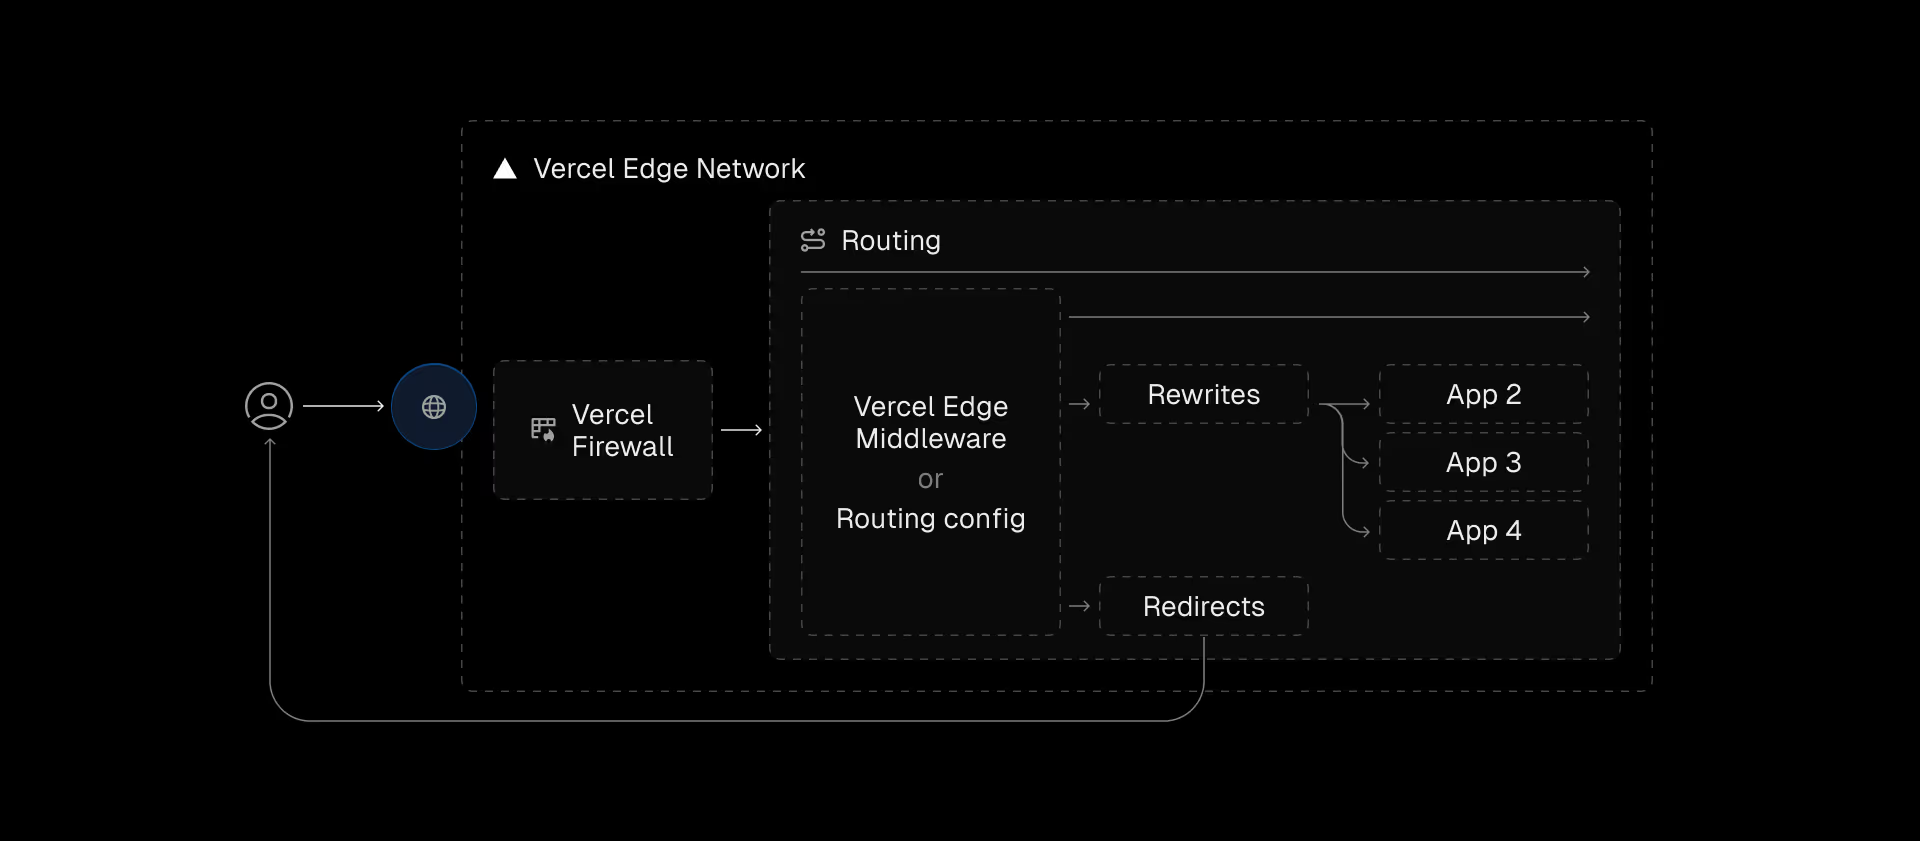 Vercel Edge Network
Routing
Vercel
Firewall
Vercel Edge
Middleware
or
Routing config
Rewrites
Redirects
App 2
App 3
App 4